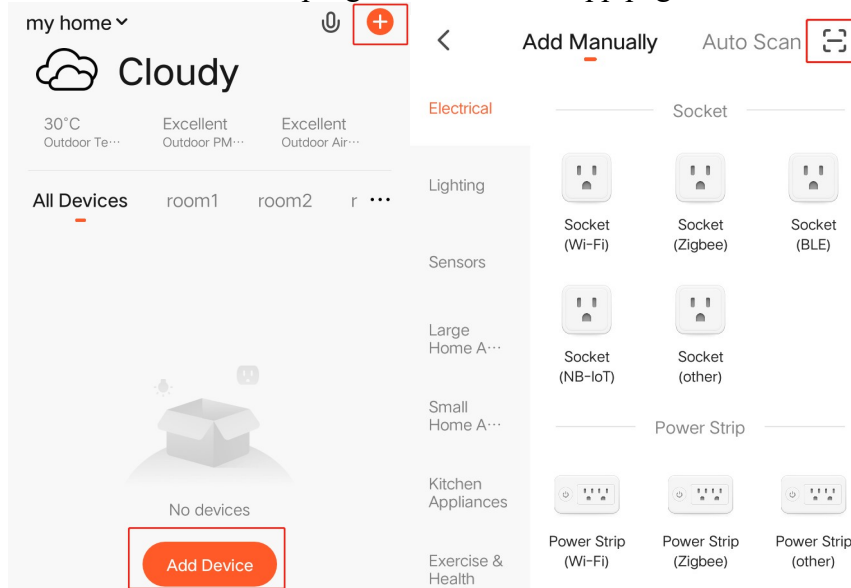 my home
Cloudy
30°C
Outdoor Te···
Excellent
Outdoor PM···
Excellent
Outdoor Air···
All Devices
room1
room2
r ···
No devices
Add Device
Add Manually
Auto Scan
Electrical
Lighting
Sensors
Large
Home A···
Small
Home A···
Kitchen
Appliances
Exercise &
Health
Socket
Socket
(Wi-Fi)
Socket
(Zigbee)
Socket
(BLE)
Socket
(NB-IoT)
Socket
(other)
Power Strip
Power Strip
(Wi-Fi)
Power Strip
(Zigbee)
Power Strip
(other)